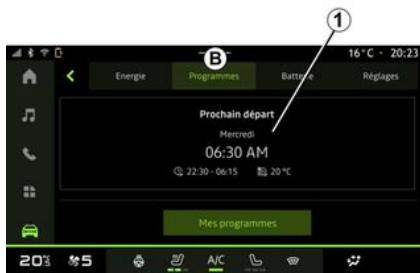 1
16°C · 20:23
B
Energie Programmes Batterie Réglages
Prochain départ
Mercredi
06:30 AM
22:30 - 06:15 20 °C
Mes programmes
20°5 5 A/C